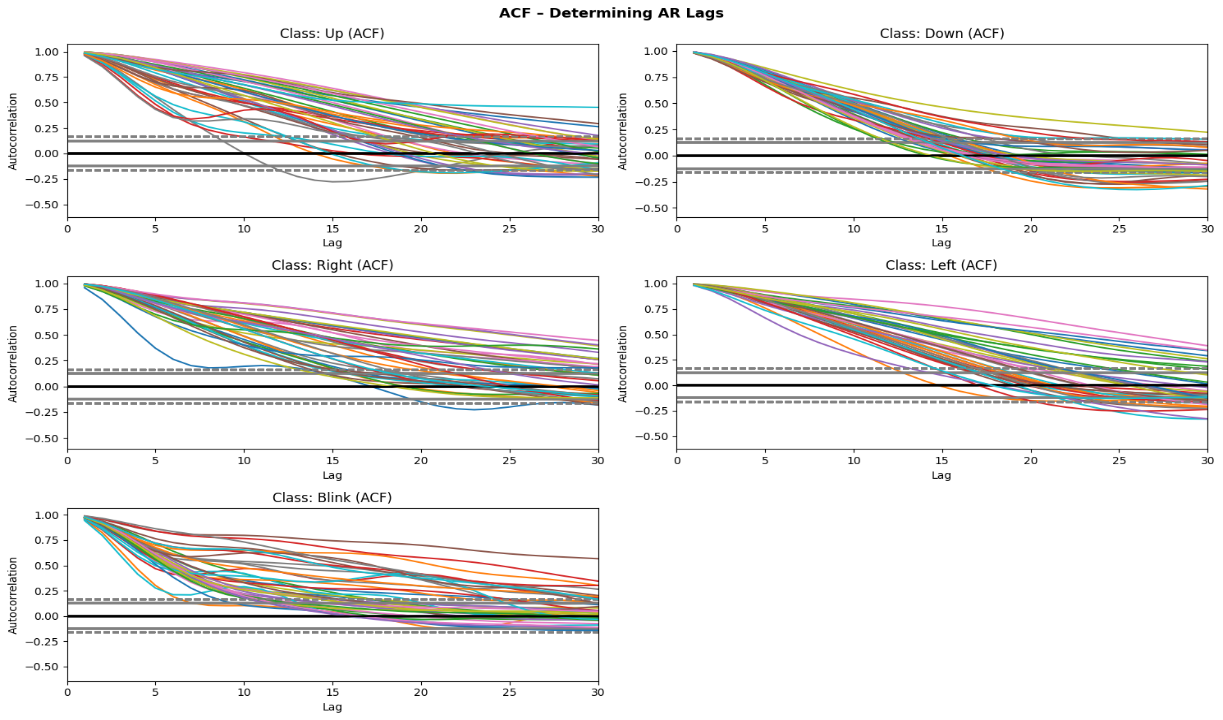 ACF – Determining AR Lags
Class: Up (ACF)
Autocorrelation
1.00
0.75
0.50
0.25
0.00
−0.25
−0.50
0 5 10 15 20 25 30
Lag
Class: Down (ACF)
Autocorrelation
1.00
0.75
0.50
0.25
0.00
−0.25
−0.50
0 5 10 15 20 25 30
Lag
Class: Right (ACF)
Autocorrelation
1.00
0.75
0.50
0.25
0.00
−0.25
−0.50
0 5 10 15 20 25 30
Lag
Class: Left (ACF)
Autocorrelation
1.00
0.75
0.50
0.25
0.00
−0.25
−0.50
0 5 10 15 20 25 30
Lag
Class: Blink (ACF)
Autocorrelation
1.00
0.75
0.50
0.25
0.00
−0.25
−0.50
0 5 10 15 20 25 30
Lag